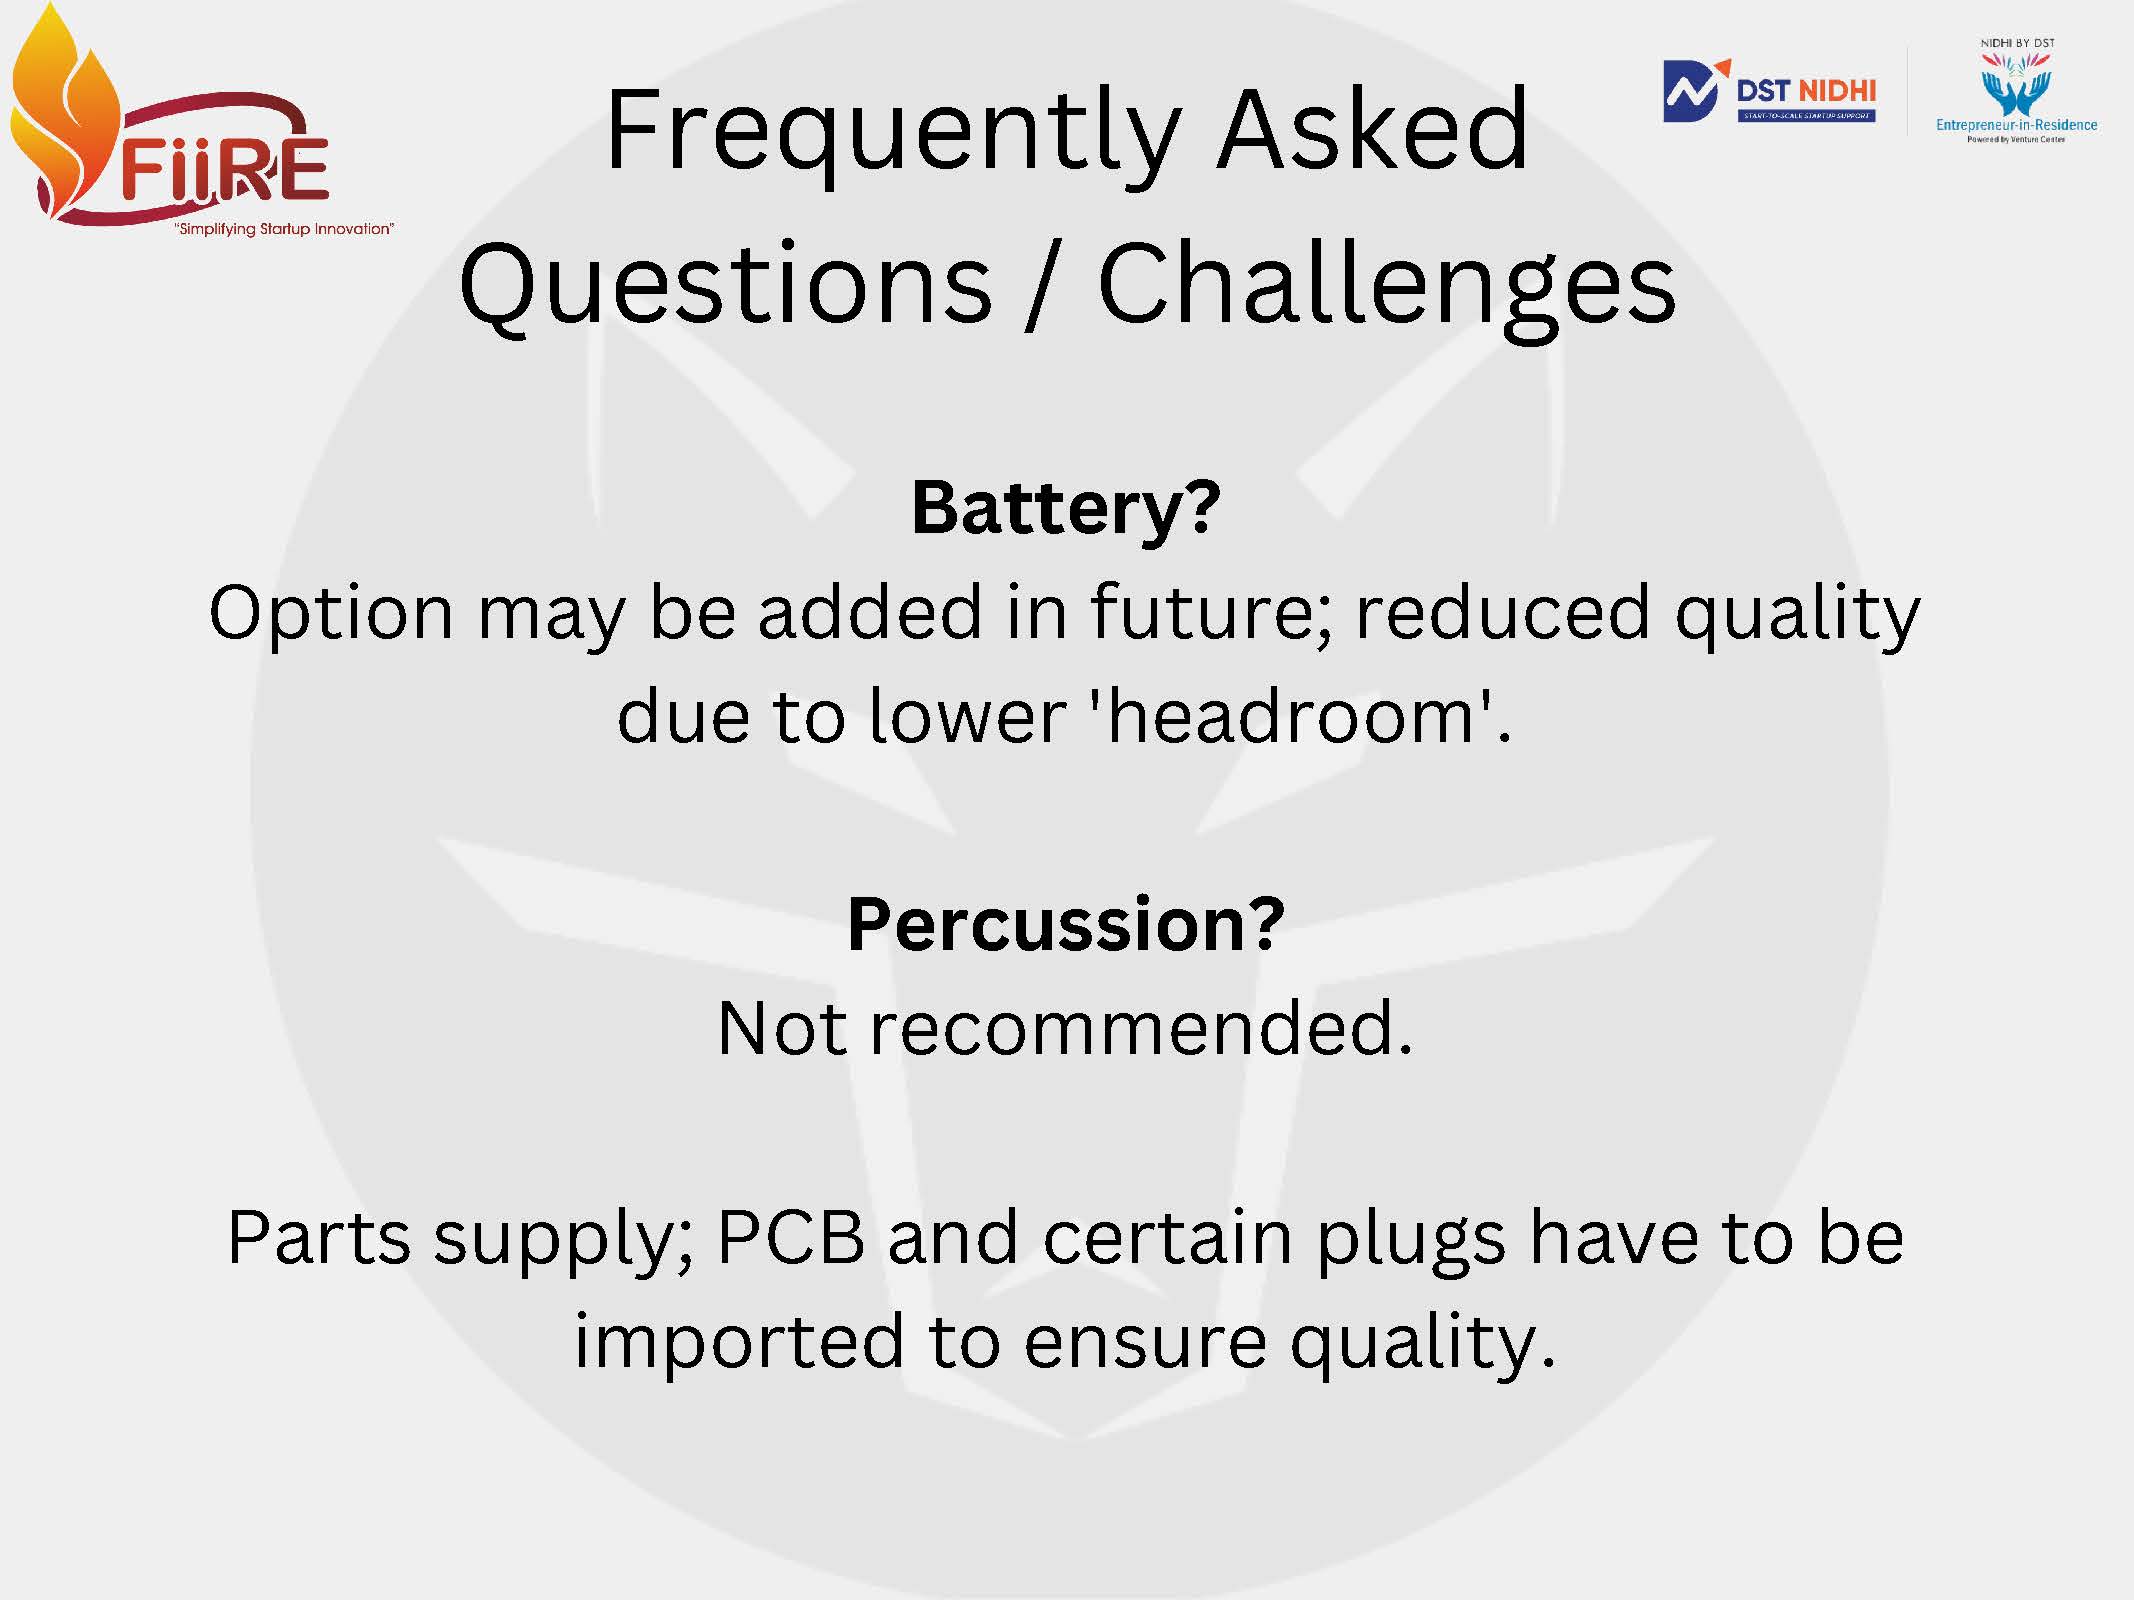 FiiRE
"Simplifying Startup Innovation"
DST NIDHI
START-TO-SCALE STARTUP SUPPORT
NIDHI BY DST
Entrepreneur-in-Residence
Powered by Venture Center
Frequently Asked
Questions / Challenges
Battery?
Option may be added in future; reduced quality
due to lower 'headroom'.
Percussion?
Not recommended.
Parts supply; PCB and certain plugs have to be
imported to ensure quality.